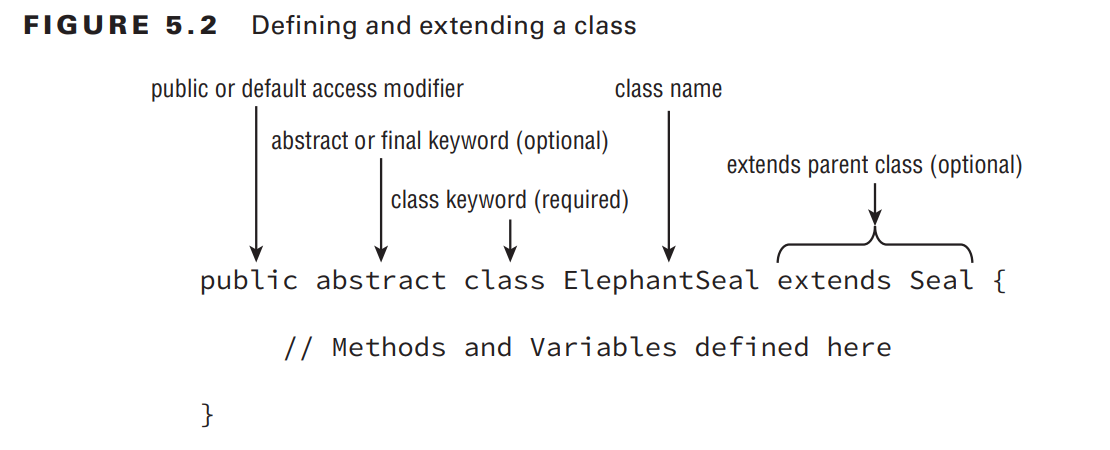 FIGURE 5.2 Defining and extending a class
public or default access modifier
class name
abstract or final keyword (optional)
extends parent class (optional)
class keyword (required)
public abstract class ElephantSeal extends Seal {
// Methods and Variables defined here
}